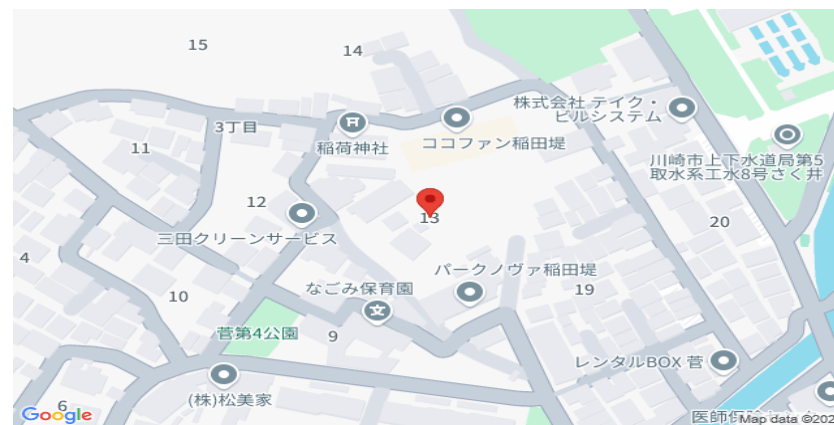 15
14
株式会社 テイク・
ビルシステム
3丁目
稲荷神社
ココファン稲田堤
川崎市上下水道局第5
取水系工水8号さく井
11
12
13
20
三田クリーンサービス
4
パークノヴァ稲田堤
なごみ保育園
19
10
菅第4公園
9
レンタルBOX 菅
(株)松美家
6
Google
医師保険
Map data ©202